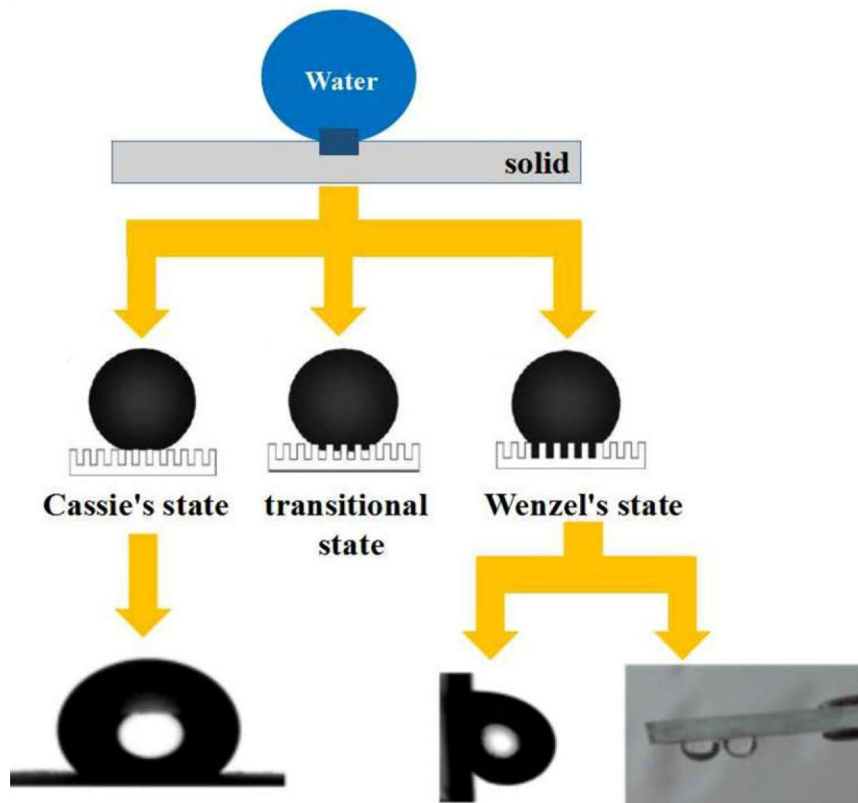 Water
solid
Cassie's state
transitional
state
Wenzel's state